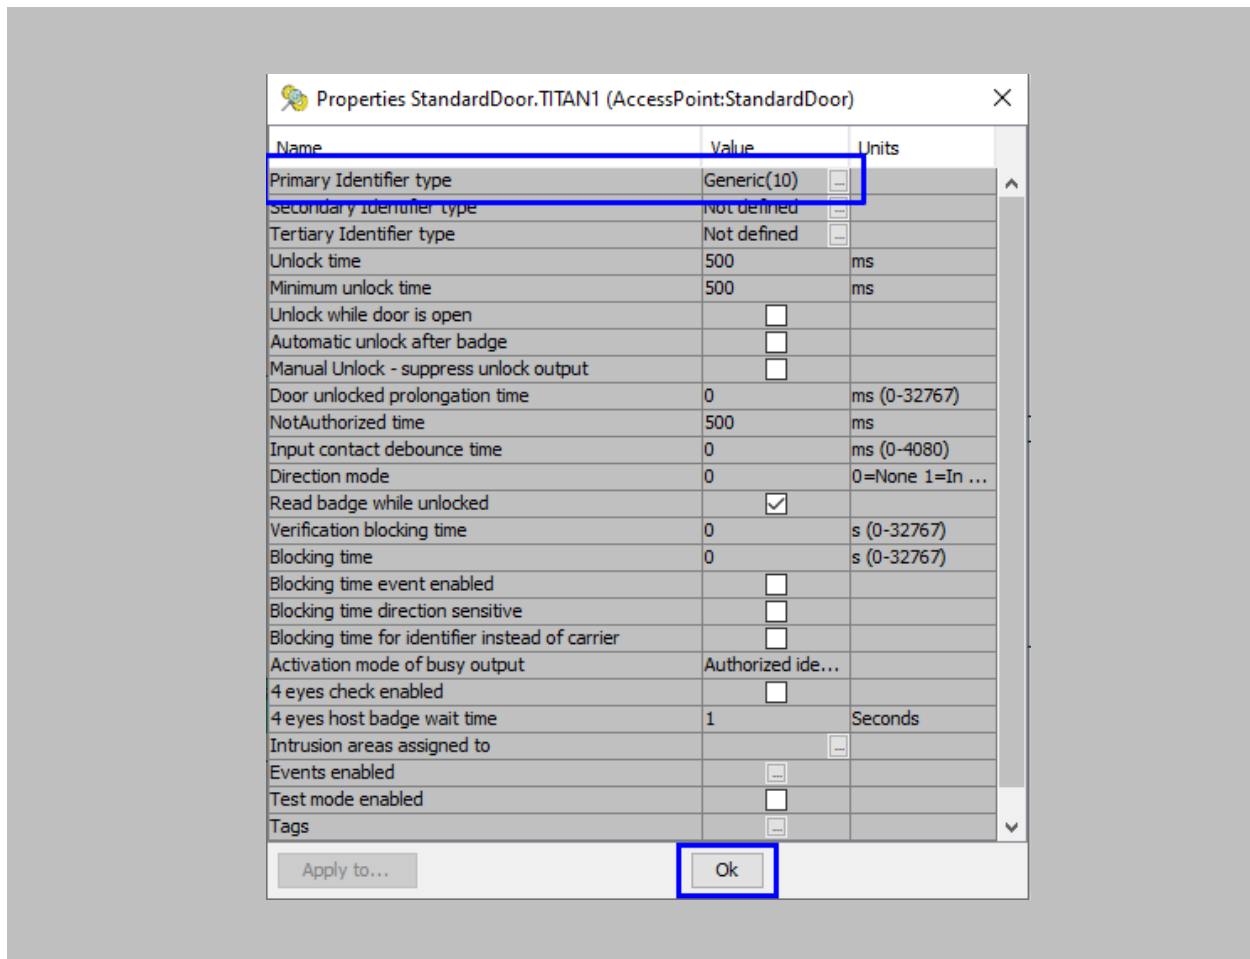 Properties StandardDoor.TITAN1 (AccessPoint:StandardDoor)
Name Value Units
Primary Identifier type Generic(10) ...
Secondary Identifier type Not defined ...
Tertiary Identifier type Not defined ...
Unlock time 500 ms
Minimum unlock time 500 ms
Unlock while door is open
Automatic unlock after badge
Manual Unlock - suppress unlock output
Door unlocked prolongation time 0 ms (0-32767)
NotAuthorized time 500 ms
Input contact debounce time 0 ms (0-4080)
Direction mode 0 0=None 1=In ...
Read badge while unlocked
Verification blocking time 0 s (0-32767)
Blocking time 0 s (0-32767)
Blocking time event enabled
Blocking time direction sensitive
Blocking time for identifier instead of carrier
Activation mode of busy output Authorized ide...
4 eyes check enabled
4 eyes host badge wait time 1 Seconds
Intrusion areas assigned to ...
Events enabled ...
Test mode enabled
Tags ...
Apply to... Ok